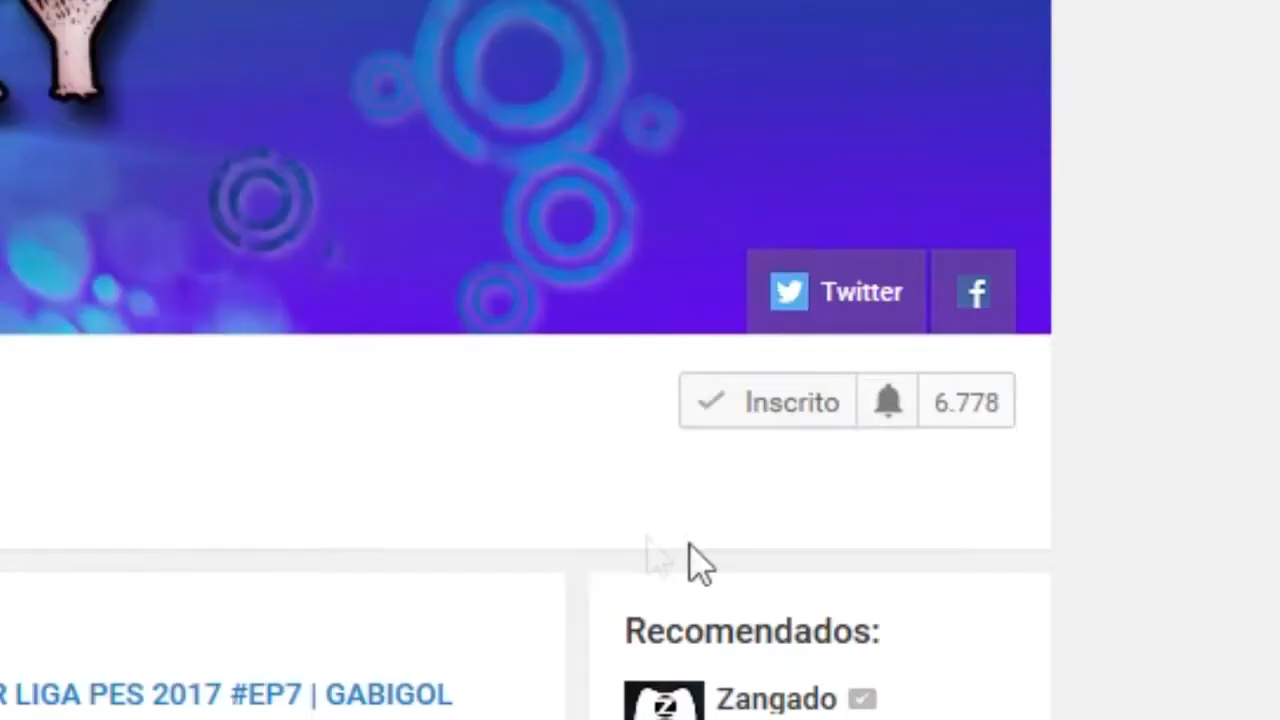 Y
Twitter
Inscrito 6.778
Recomendados:
R LIGA PES 2017 #EP7 | GABIGOL
Zangado